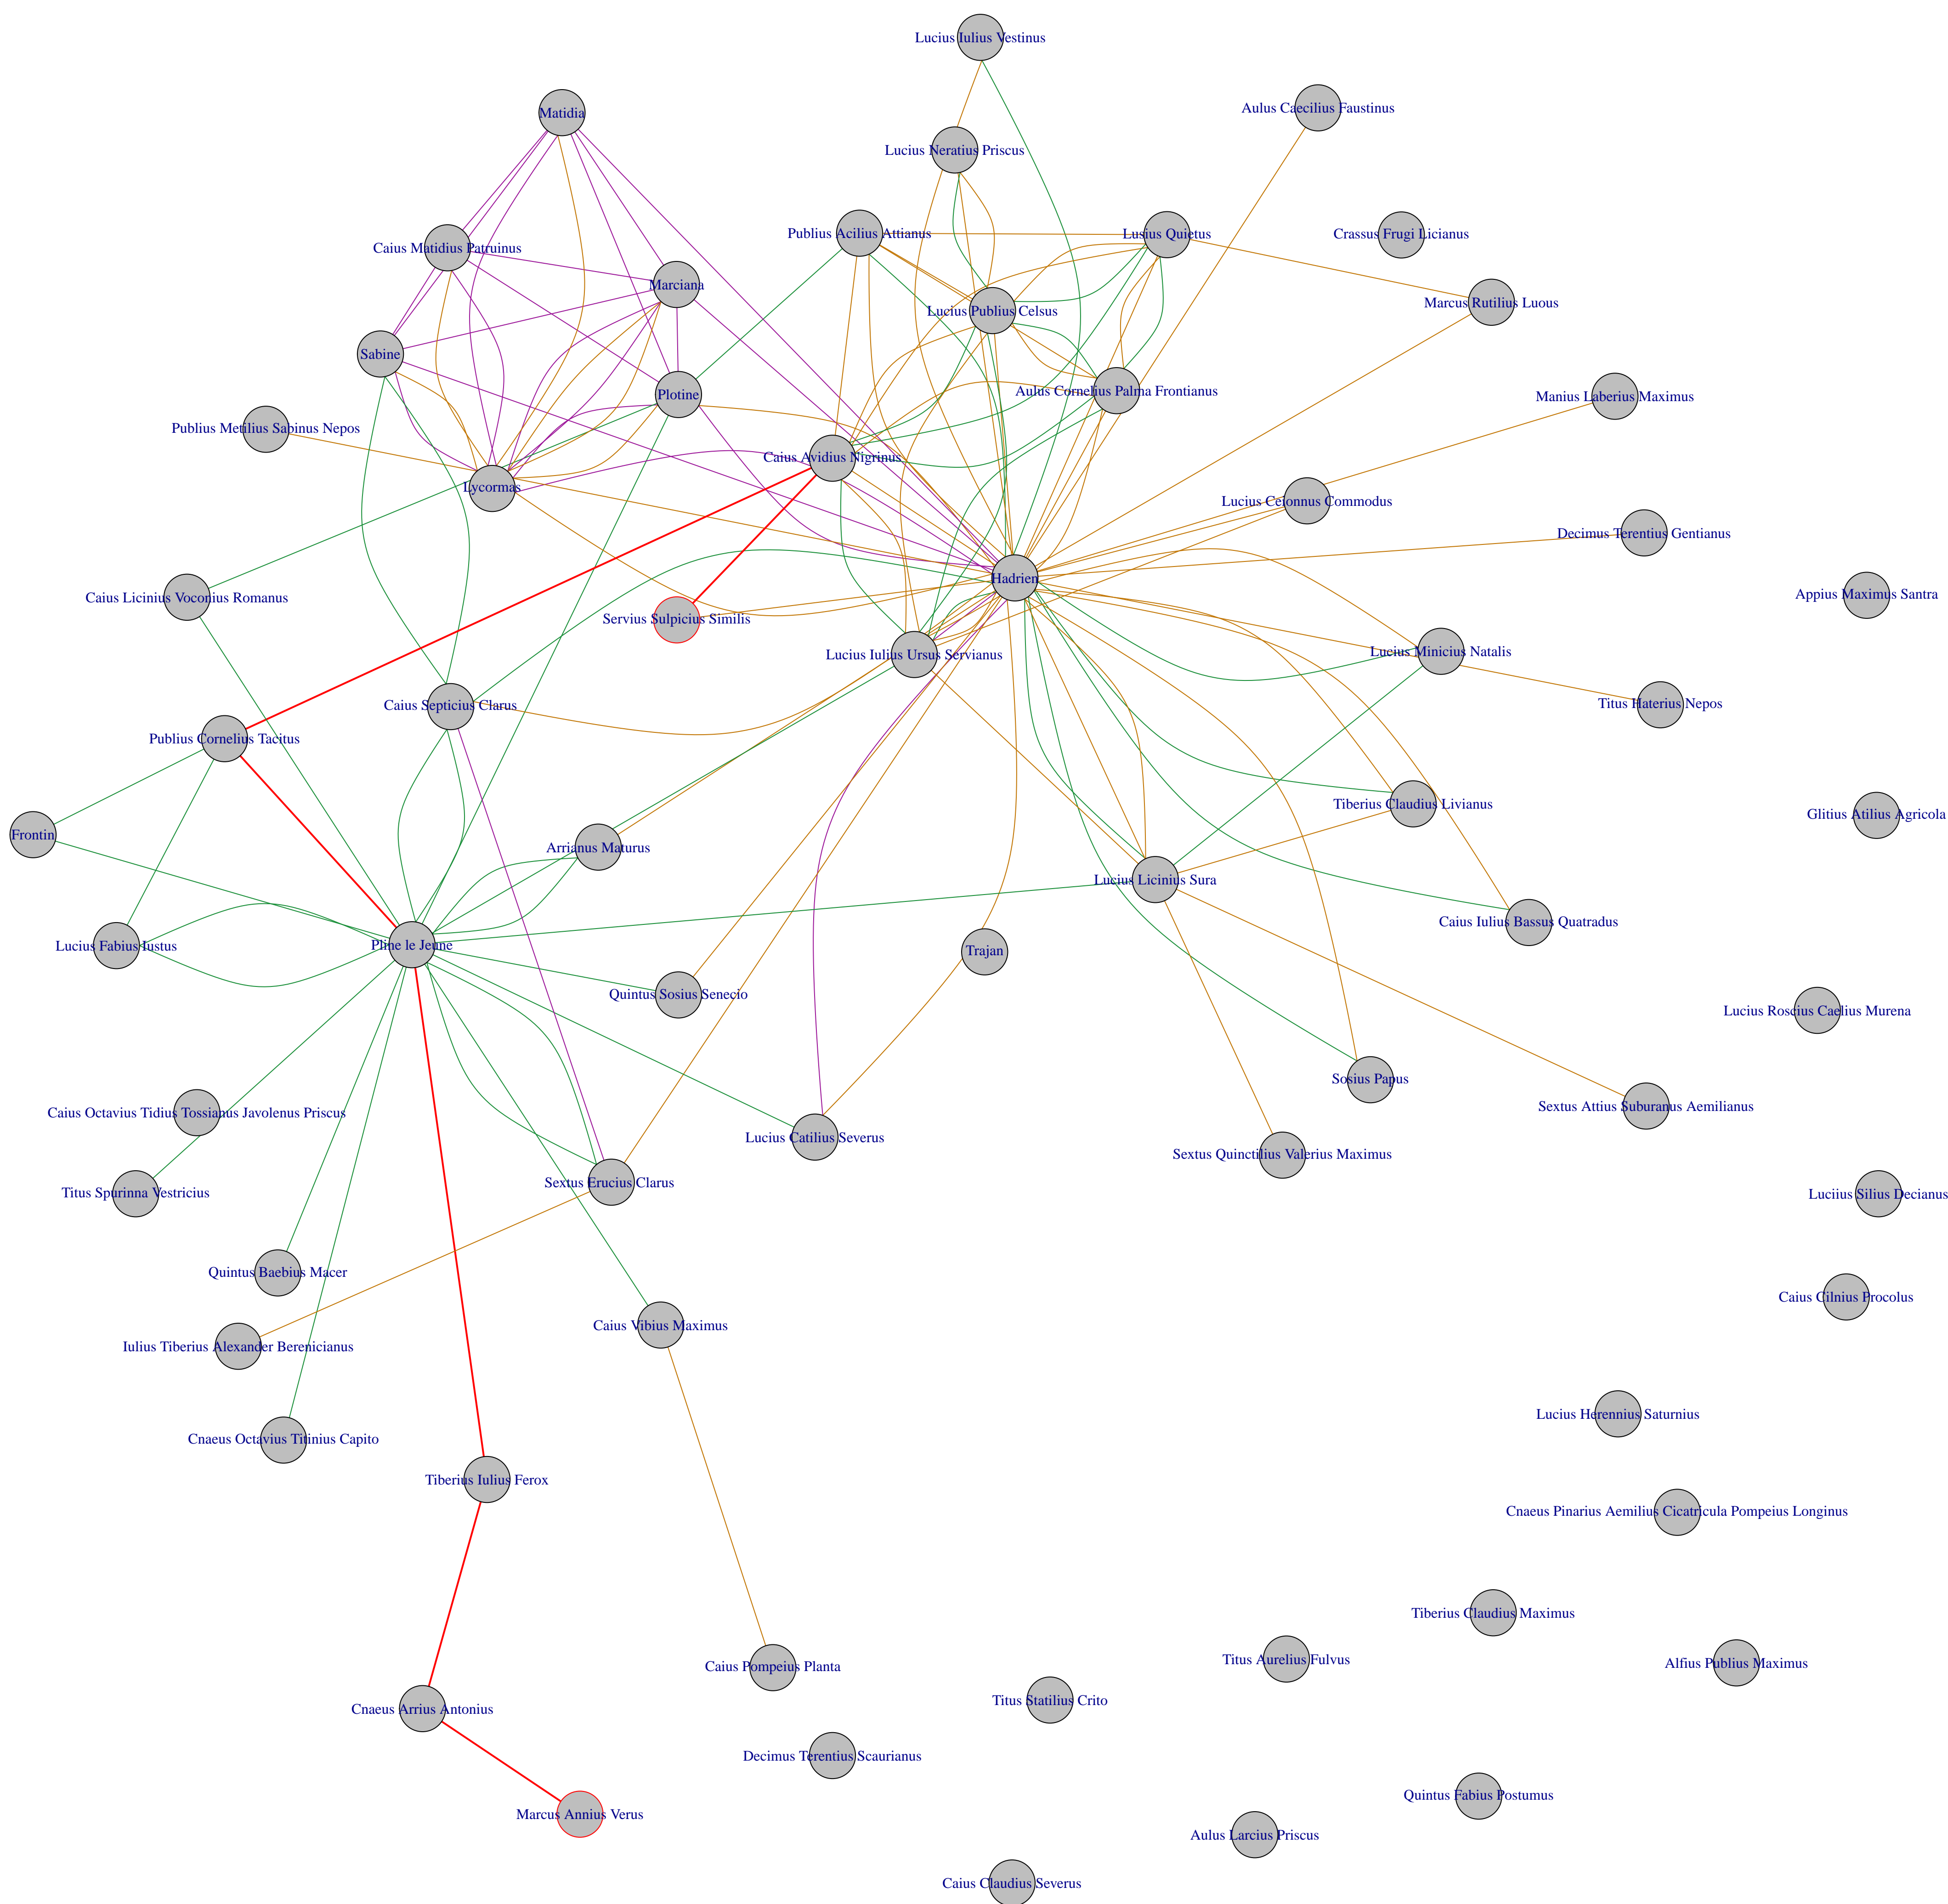 Lucius Iulius Vestinus
Matidia
Aulus Caecilius Faustinus
Lucius Neratius Priscus
Publius Acilius Attianus
Lusius Quietus
Crassus Frugi Licianus
Caius Matidius Patruinus
Marciana
Marcus Rutilius Luous
Lucius Publius Celsus
Sabine
Plotine
Aulus Cornelius Palma Frontianus
Manius Laberius Maximus
Publius Metilius Sabinus Nepos
Caius Avidius Nigrinus
Lycormas
Lucius Ceionnus Commodus
Decimus Terentius Gentianus
Hadrien
Caius Licinius Voconius Romanus
Appius Maximus Santra
Servius Sulpicius Similis
Lucius Iulius Ursus Servianus
Lucius Minicius Natalis
Caius Septicius Clarus
Titus Haterius Nepos
Publius Cornelius Tacitus
Tiberius Claudius Livianus
Glitius Atilius Agricola
Frontin
Arrianus Maturus
Lucius Licinius Sura
Caius Iulius Bassus Quatradus
Lucius Fabius Iustus
Pline le Jeune
Trajan
Quintus Sosius Senecio
Lucius Roscius Caelius Murena
Sosius Papus
Caius Octavius Tidius Tossianus Javolenus Priscus
Sextus Attius Suburanus Aemilianus
Lucius Catilius Severus
Sextus Quinctilius Valerius Maximus
Sextus Erucius Clarus
Titus Spurinna Vestricius
Luciius Silius Decianus
Quintus Baebius Macer
Caius Cilnius Procolus
Caius Vibius Maximus
Iulius Tiberius Alexander Berenicianus
Lucius Herennius Saturnius
Cnaeus Octavius Titinius Capito
Tiberius Iulius Ferox
Cnaeus Pinarius Aemilius Cicatricula Pompeius Longinus
Tiberius Claudius Maximus
Titus Aurelius Fulvus
Alfius Publius Maximus
Caius Pompeius Planta
Titus Statilius Crito
Cnaeus Arrius Antonius
Decimus Terentius Scaurianus
Quintus Fabius Postumus
Marcus Annius Verus
Aulus Larcius Priscus
Caius Claudius Severus